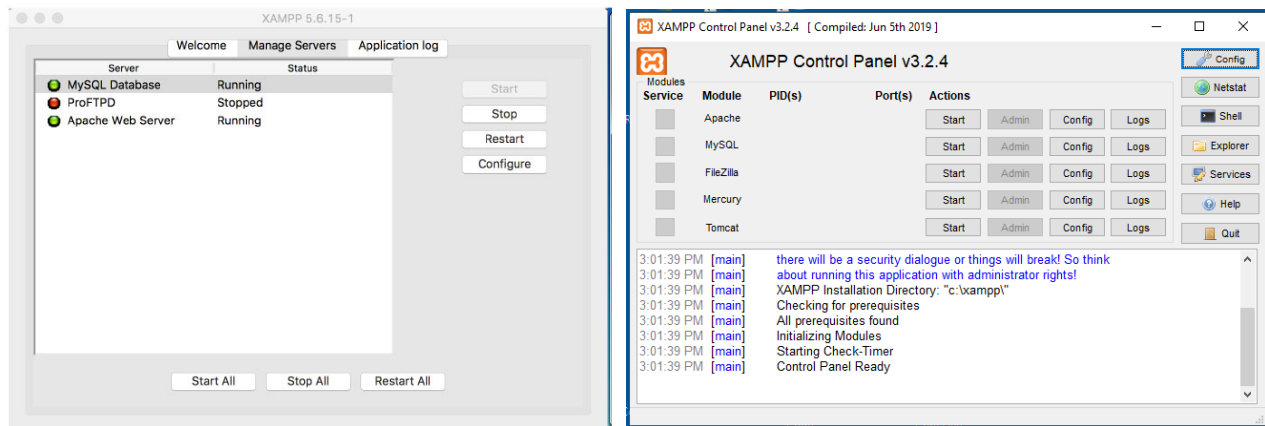 XAMPP 5.6.15-1
Welcome Manage Servers Application log
Server Status
MySQL Database Running
ProFTPD Stopped
Apache Web Server Running
Start
Stop
Restart
Configure
Start All Stop All Restart All
XAMPP Control Panel v3.2.4 [ Compiled: Jun 5th 2019 ]
XAMPP Control Panel v3.2.4
Modules
Service Module PID(s) Port(s) Actions
Apache Start Admin Config Logs
MySQL Start Admin Config Logs
FileZilla Start Admin Config Logs
Mercury Start Admin Config Logs
Tomcat Start Admin Config Logs
Config
Netstat
Shell
Explorer
Services
Help
Quit
3:01:39 PM [main] there will be a security dialogue or things will break! So think
3:01:39 PM [main] about running this application with administrator rights!
3:01:39 PM [main] XAMPP Installation Directory: "c:\xampp\"
3:01:39 PM [main] Checking for prerequisites
3:01:39 PM [main] All prerequisites found
3:01:39 PM [main] Initializing Modules
3:01:39 PM [main] Starting Check-Timer
3:01:39 PM [main] Control Panel Ready